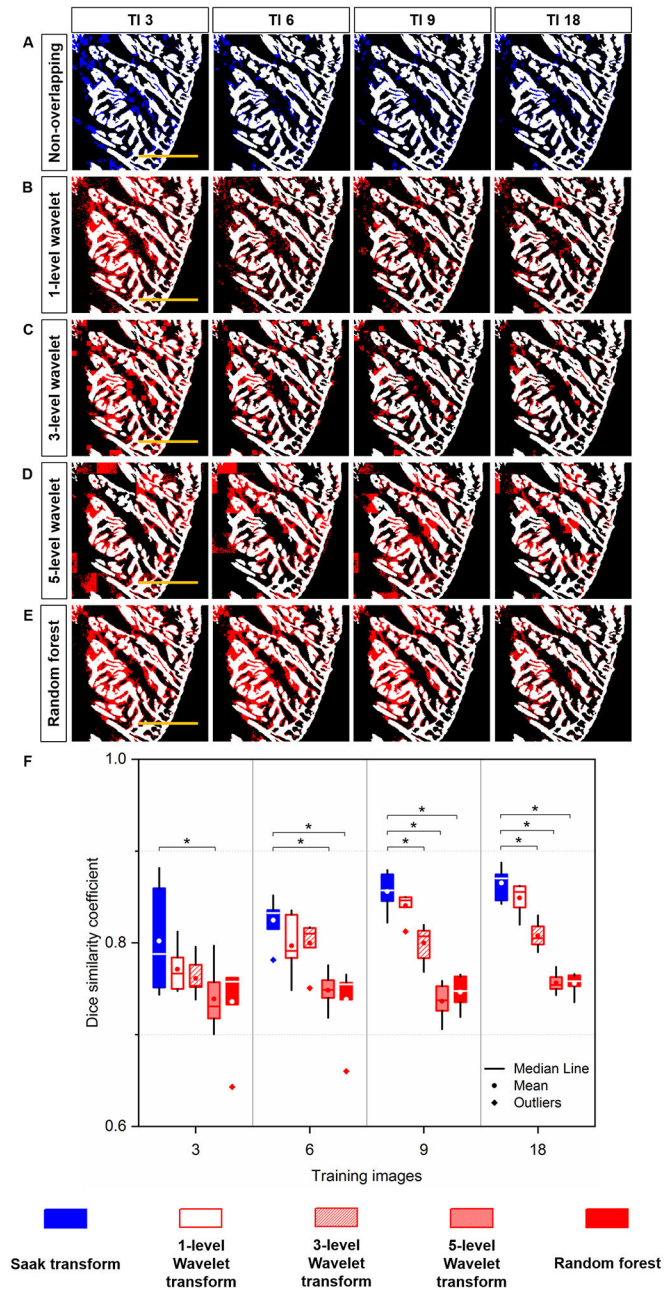 TI 3 TI 6 TI 9 TI 18
A
Non-overlapping
B
1-level wavelet
C
3-level wavelet
D
5-level wavelet
E
Random forest
F
1.0
* * * * * * * * *
0.8
0.6
Dice similarity coefficient
Median Line
Mean
Outliers
3 6 9 18
Training images
Saak transform
1-level
Wavelet
transform
3-level
Wavelet
transform
5-level
Wavelet
transform
Random forest